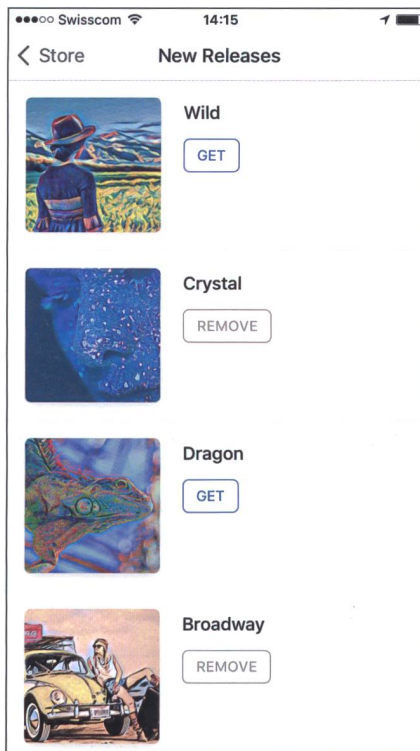 Swisscom 14:15
Store New Releases
Wild
GET
Crystal
REMOVE
Dragon
GET
Broadway
REMOVE